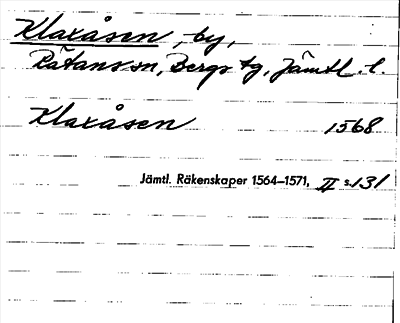 Klaxåsen, by,
Rätans sn, Bergs tg, Jämtl. l.
Klaxåsen 1568
Jämtl. Räkenskaper 1564–1571, II s. 131